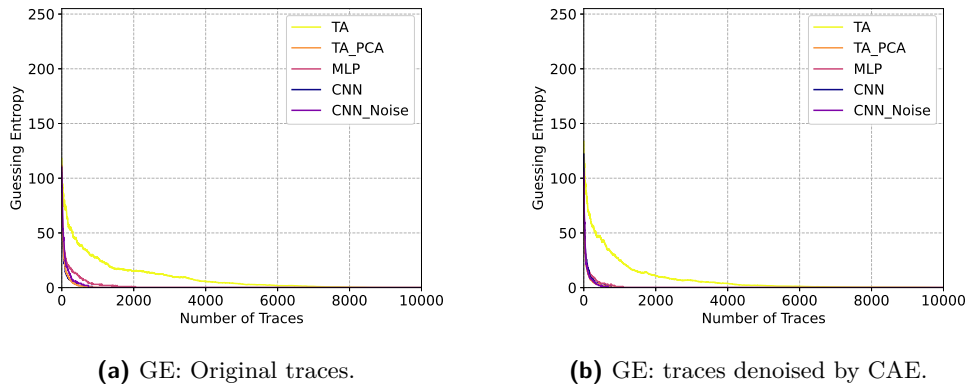 250
200
150
100
50
0
Guessing Entropy
TA
TA_PCA
MLP
CNN
CNN_Noise
0 2000 4000 6000 8000 10000
Number of Traces
(a) GE: Original traces.
250
200
150
100
50
0
Guessing Entropy
TA
TA_PCA
MLP
CNN
CNN_Noise
0 2000 4000 6000 8000 10000
Number of Traces
(b) GE: traces denoised by CAE.